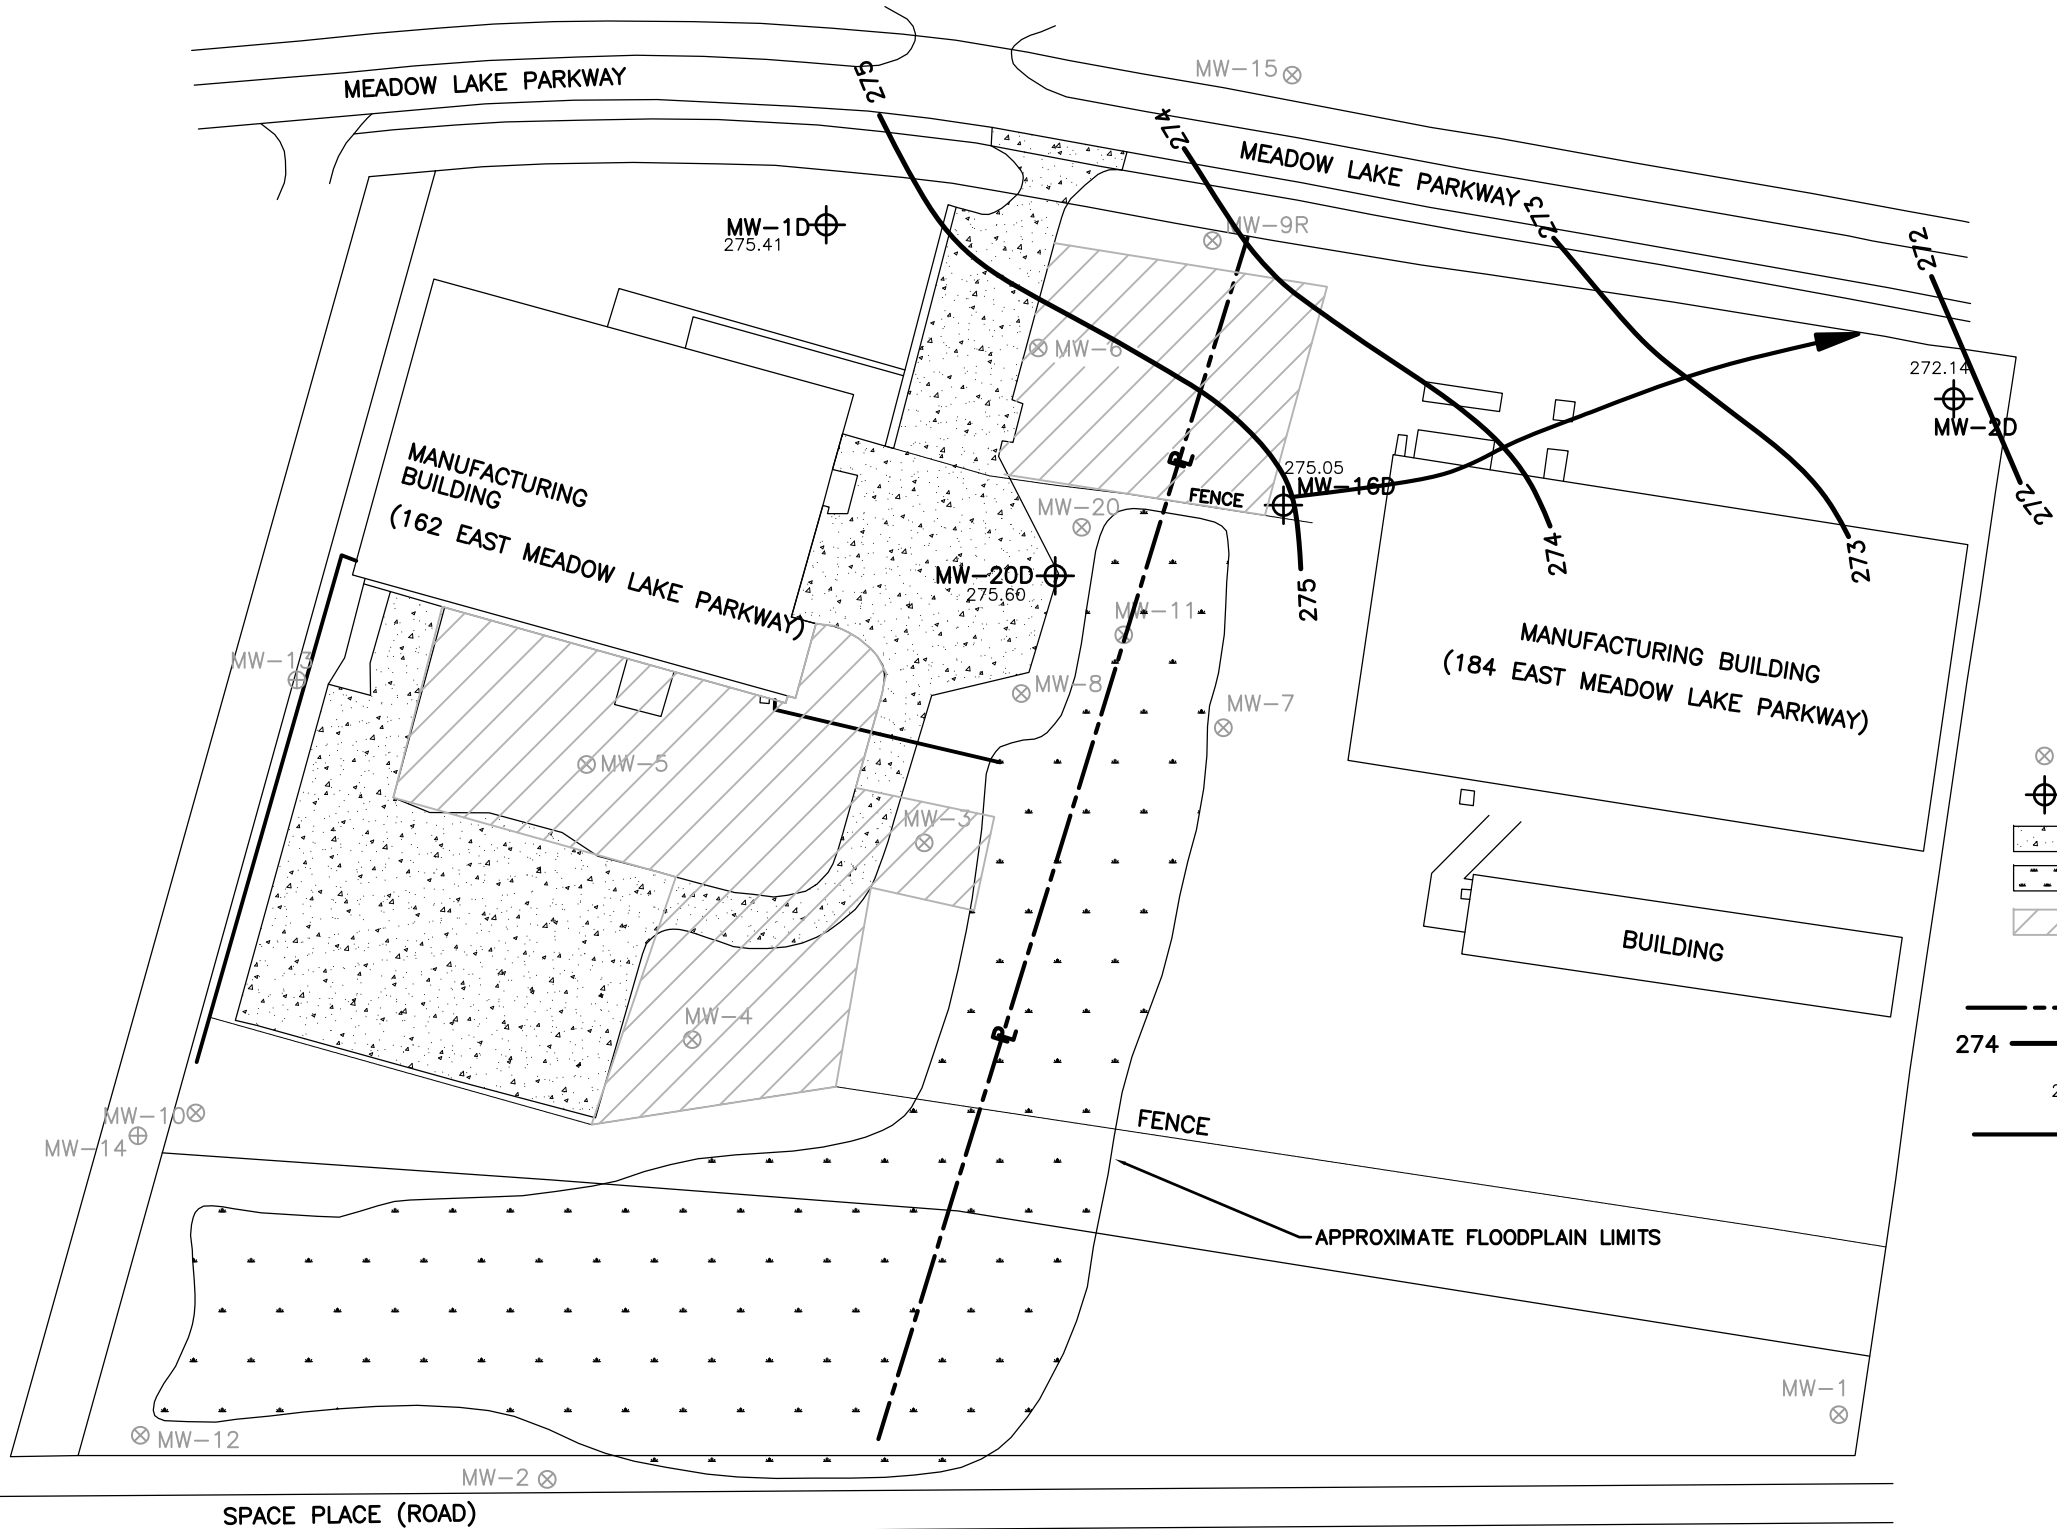 MW-15
275
MEADOW LAKE PARKWAY
274
MEADOW LAKE PARKWAY
273
272
MW-1D
275.41
MW-9R
MW-6
272.14
MW-2D
MANUFACTURING
BUILDING
(162 EAST MEADOW LAKE PARKWAY)
275.05
MW-16D
FENCE
P
MW-20
272
274
273
275
MW-20D
275.60
MW-11
MANUFACTURING BUILDING
(184 EAST MEADOW LAKE PARKWAY)
MW-13
MW-8
MW-7
MW-5
MW-3
BUILDING
MW-4
P
274
MW-10
MW-14
FENCE
APPROXIMATE FLOODPLAIN LIMITS
MW-1
MW-12
MW-2
SPACE PLACE (ROAD)